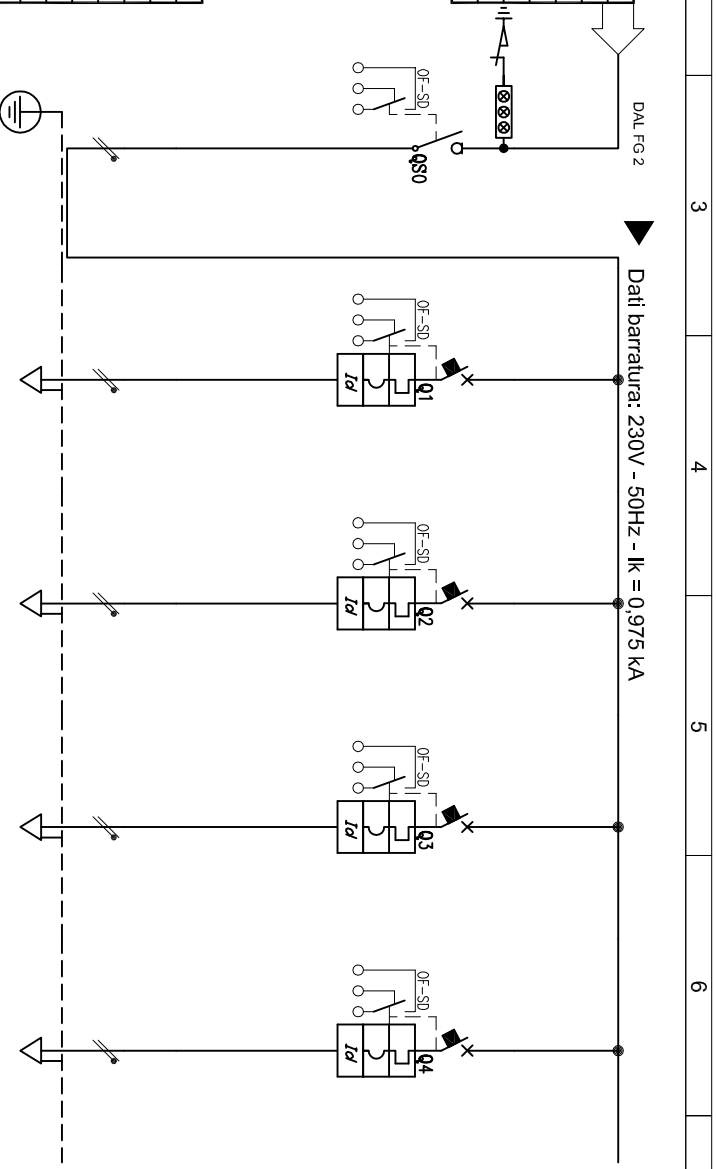 3
4
5
6
DAL FG 2
Dati barratura: 230V - 50Hz - Ik = 0,975 kA
OF-SD
QS0
OF-SD
Q1
Id
OF-SD
Q2
Id
OF-SD
Q3
Id
OF-SD
Q4
Id